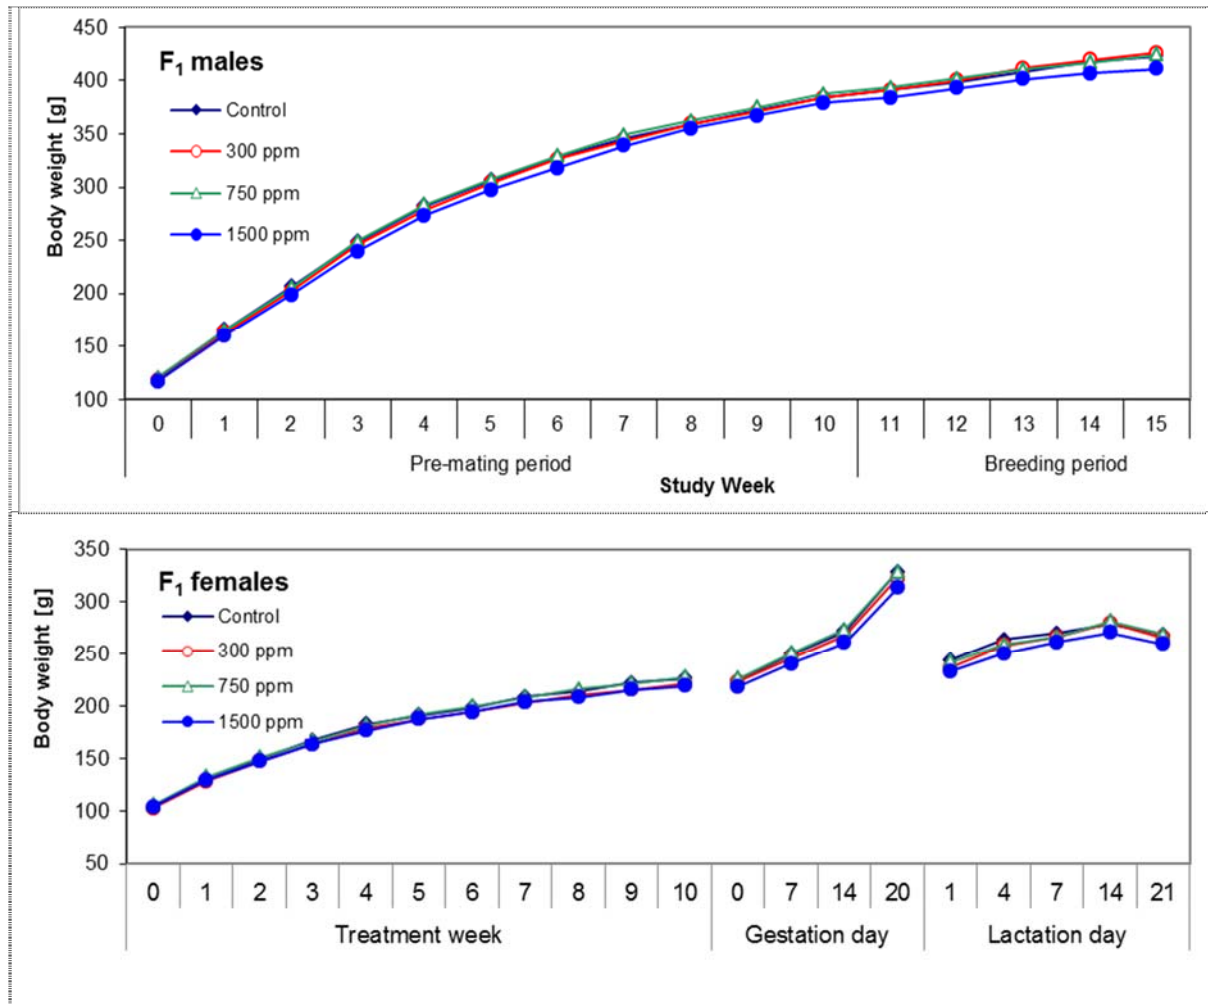 450
400
350
300
250
200
150
100
Body weight [g]
F₁ males
Control
300 ppm
750 ppm
1500 ppm
0 1 2 3 4 5 6 7 8 9 10 11 12 13 14 15
Pre-mating period Breeding period
Study Week
350
300
250
200
150
100
50
Body weight [g]
F₁ females
Control
300 ppm
750 ppm
1500 ppm
0 1 2 3 4 5 6 7 8 9 10 0 7 14 20 1 4 7 14 21
Treatment week Gestation day Lactation day